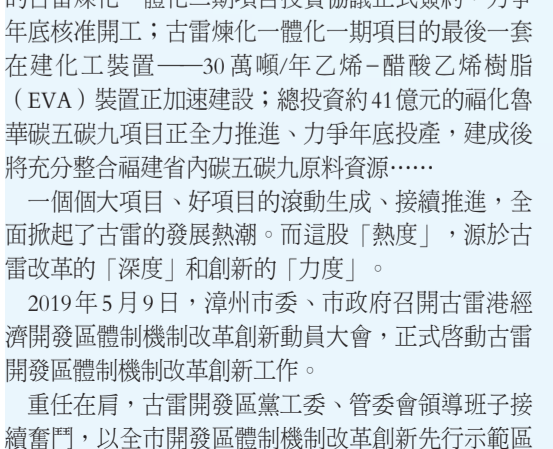 的古雷煉化一體化二期項目投資協議正式簽約，力爭
年底核准開工；古雷煉化一體化一期項目的最後一套
在建化工裝置——30萬噸/年乙烯-醋酸乙烯樹脂
（EVA）裝置正加速建設；總投資約41億元的福化魯
華碳五碳九項目正全力推進、力爭年底投產，建成後
將充分整合福建省內碳五碳九原料資源……
一個個大項目、好項目的滾動生成、接續推進，全
面掀起了古雷的發展熱潮。而這股「熱度」，源於古
雷改革的「深度」和創新的「力度」。
2019年5月9日，漳州市委、市政府召開古雷港經
濟開發區體制機制改革創新動員大會，正式啓動古雷
開發區體制機制改革創新工作。
重任在肩，古雷開發區黨工委、管委會領導班子接
續奮鬥，以全市開發區體制機制改革創新先行示範區